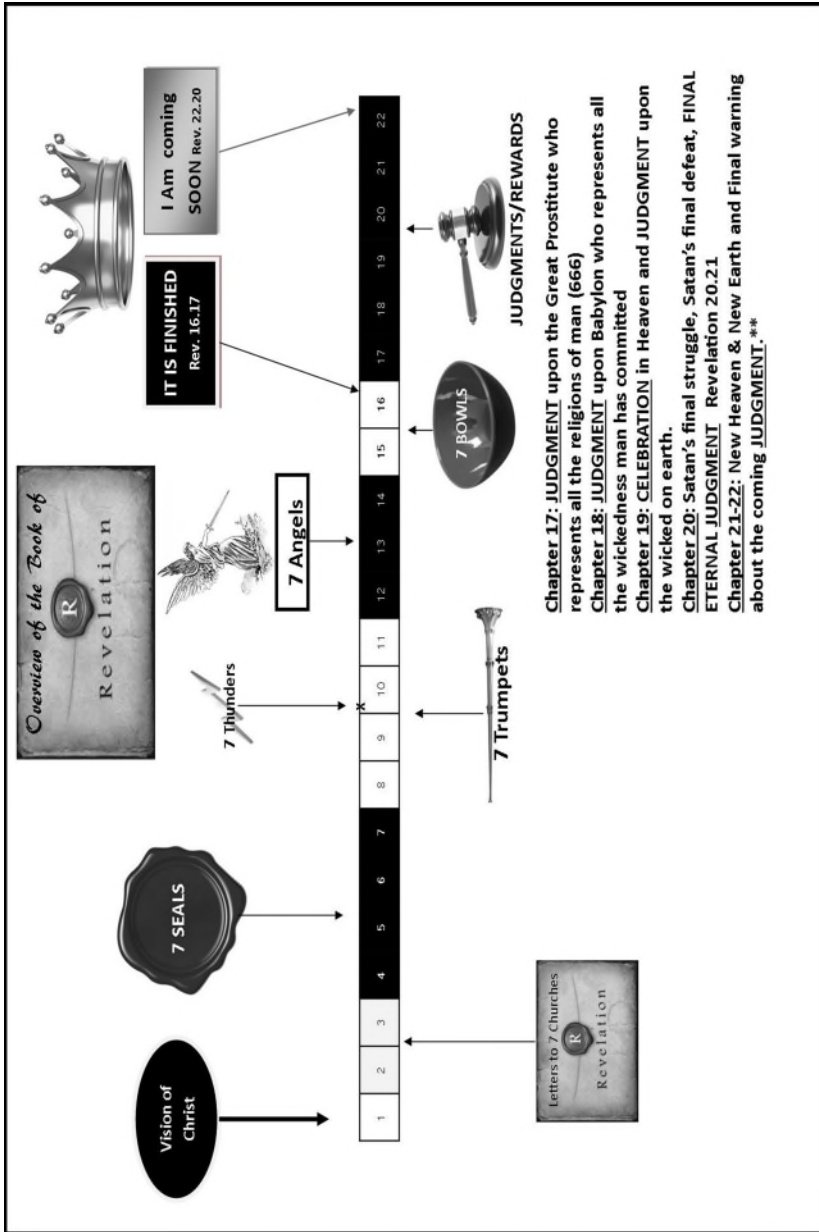 Overview of the Book of
R
Revelation
Vision of
Christ
7 SEALS
7 Thunders
7 Angels
IT IS FINISHED
Rev. 16.17
I Am coming
SOON Rev. 22.20
1 2 3 4 5 6 7 8 9 10 11 12 13 14 15 16 17 18 19 20 21 22
x
Letters to 7 Churches
R
Revelation
7 Trumpets
7 BOWLS
JUDGMENTS/REWARDS
Chapter 17: JUDGMENT upon the Great Prostitute who
represents all the religions of man (666)
Chapter 18: JUDGMENT upon Babylon who represents all
the wickedness man has committed
Chapter 19: CELEBRATION in Heaven and JUDGMENT upon
the wicked on earth.
Chapter 20: Satan's final struggle, Satan's final defeat, FINAL
ETERNAL JUDGMENT Revelation 20.21
Chapter 21-22: New Heaven & New Earth and Final warning
about the coming JUDGMENT.**